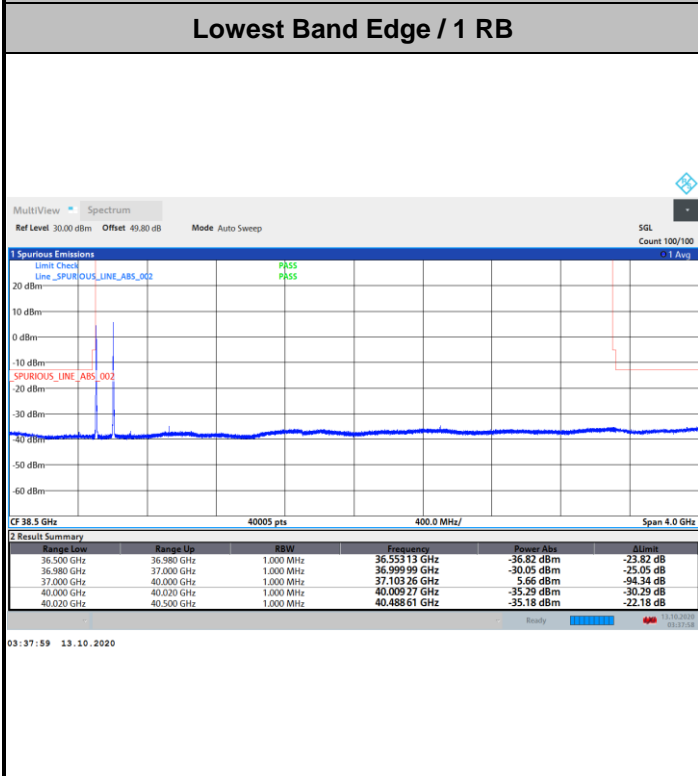 Lowest Band Edge / 1 RB
MultiView Spectrum
Ref Level 30.00 dBm Offset 49.80 dB Mode Auto Sweep SGL
Count 100/100
1 Spurious Emissions 1 Avg
Limit Check PASS
Line _SPURIOUS_LINE_ABS_002 PASS
20 dBm
10 dBm
0 dBm
-10 dBm
_SPURIOUS_LINE_ABS_002
-20 dBm
-30 dBm
-40 dBm
-50 dBm
-60 dBm
CF 38.5 GHz 40005 pts 400.0 MHz/ Span 4.0 GHz
2 Result Summary
Range Low Range Up RBW Frequency Power Abs ΔLimit
36.500 GHz 36.980 GHz 1.000 MHz 36.553 13 GHz -36.82 dBm -23.82 dB
36.980 GHz 37.000 GHz 1.000 MHz 36.999 99 GHz -30.05 dBm -25.05 dB
37.000 GHz 40.000 GHz 1.000 MHz 37.103 26 GHz 5.66 dBm -94.34 dB
40.000 GHz 40.020 GHz 1.000 MHz 40.009 27 GHz -35.29 dBm -30.29 dB
40.020 GHz 40.500 GHz 1.000 MHz 40.488 61 GHz -35.18 dBm -22.18 dB
Ready 13.10.2020
03:37:58
03:37:59 13.10.2020